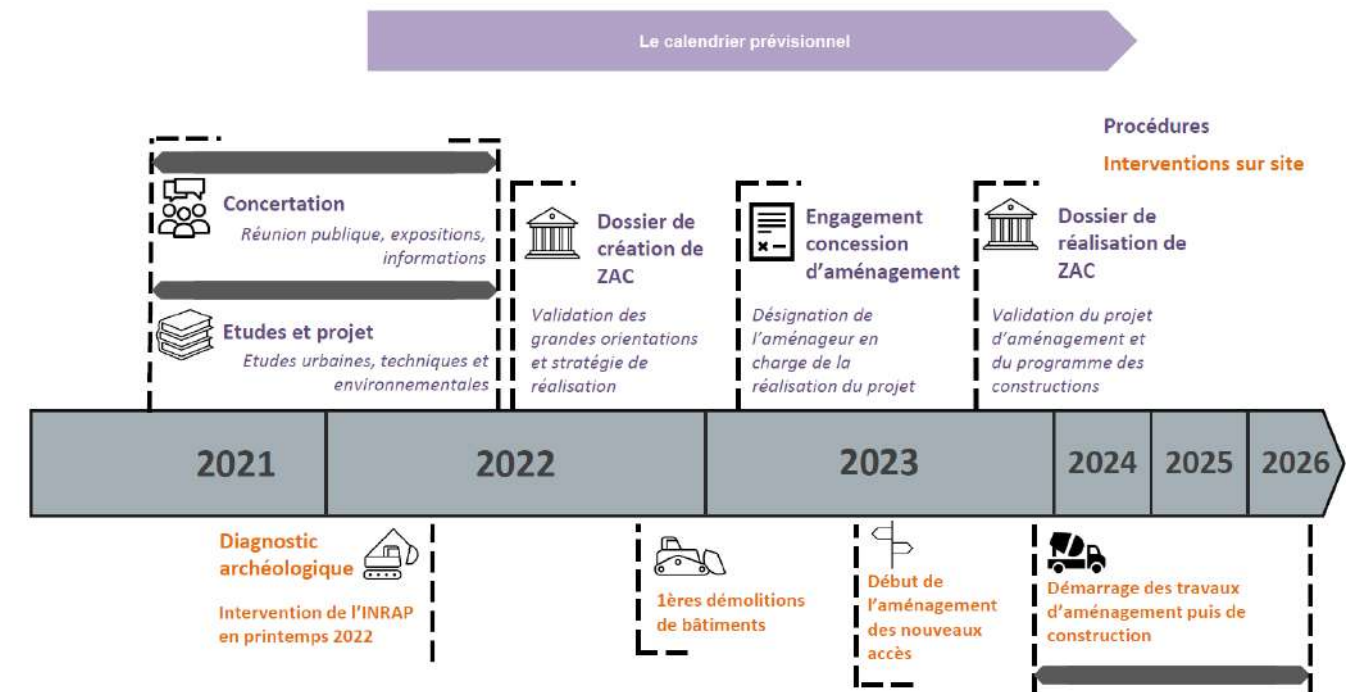 Le calendrier prévisionnel
Procédures
Interventions sur site
Concertation
Réunion publique, expositions,
informations
Etudes et projet
Etudes urbaines, techniques et
environnementales
Dossier de
création de
ZAC
Validation des
grandes orientations
et stratégie de
réalisation
Engagement
concession
d'aménagement
Désignation de
l'aménageur en
charge de la
réalisation du projet
Dossier de
réalisation de
ZAC
Validation du projet
d'aménagement et
du programme des
constructions
2021
2022
2023
2024
2025
2026
Diagnostic
archéologique
Intervention de l'INRAP
en printemps 2022
1ères démolitions
de bâtiments
Début de
l'aménagement
des nouveaux
accès
Démarrage des travaux
d'aménagement puis de
construction